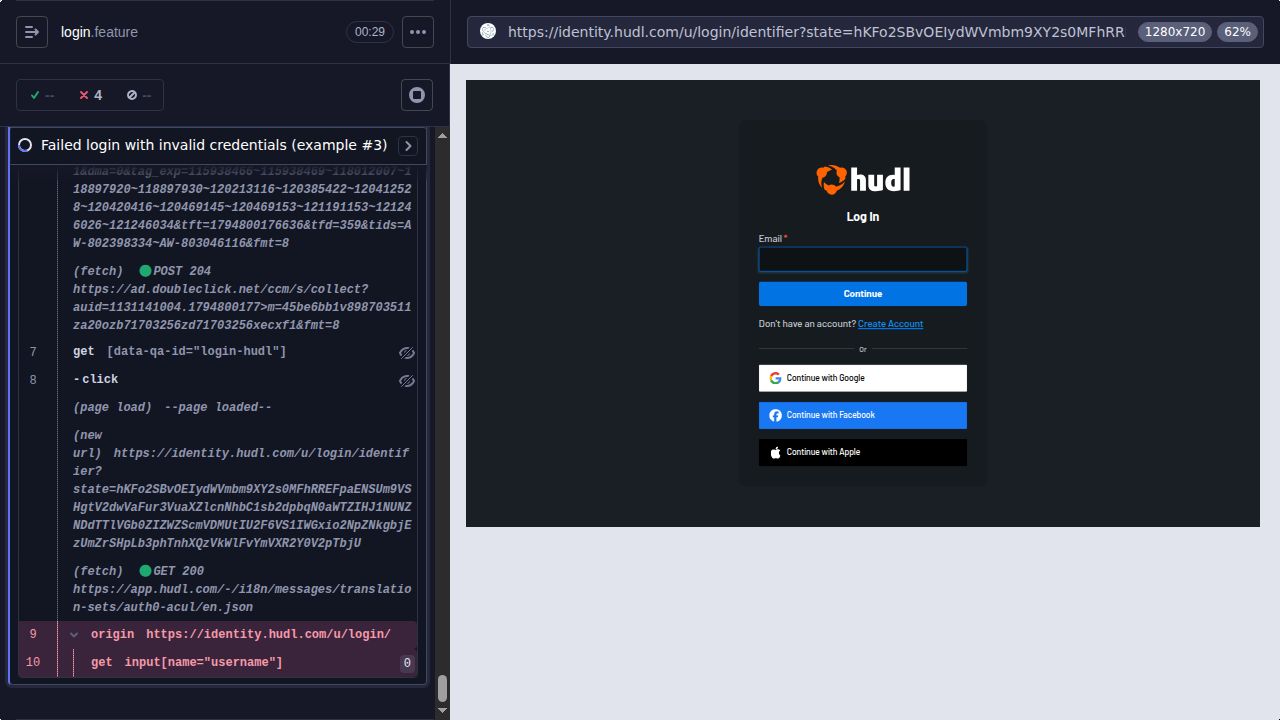 login.feature
00:29
https://identity.hudl.com/u/login/identifier?state=hKFo2SBvOEIydWVmbm9XY2s0MFhRR
1280x720
62%
--
4
--
Failed login with invalid credentials (example #3)
1&dma=0&tag_exp=115938466~115938469~118012007~1
18897920~118897930~120213116~120385422~12041252
8~120420416~120469145~120469153~121191153~12124
6026~121246034&tft=1794800176636&tfd=359&tids=A
W-802398334~AW-803046116&fmt=8
(fetch) POST 204
https://ad.doubleclick.net/ccm/s/collect?
auid=1131141004.1794800177>m=45be6bb1v898703511
za20ozb71703256zd71703256xecxf1&fmt=8
7 get [data-qa-id="login-hudl"]
8 -click
(page load) --page loaded--
(new
url) https://identity.hudl.com/u/login/identif
ier?
state=hKFo2SBvOEIydWVmbm9XY2s0MFhRREFpaENSUm9VS
HgtV2dwVaFur3VuaXZlcnNhbC1sb2dpbqN0aWTZIHJ1NUNZ
NDdTTlVGb0ZIZWZScmVDMUtIU2F6VS1IWGxio2NpZNkgbjE
zUmZrSHpLb3phTnhXQzVkWlFvYmVXR2Y0V2pTbjU
(fetch) GET 200
https://app.hudl.com/-/i18n/messages/translatio
n-sets/auth0-acul/en.json
9 origin https://identity.hudl.com/u/login/
10 get input[name="username"] 0
hudl
Log In
Email *
Continue
Don't have an account? Create Account
Or
Continue with Google
Continue with Facebook
Continue with Apple